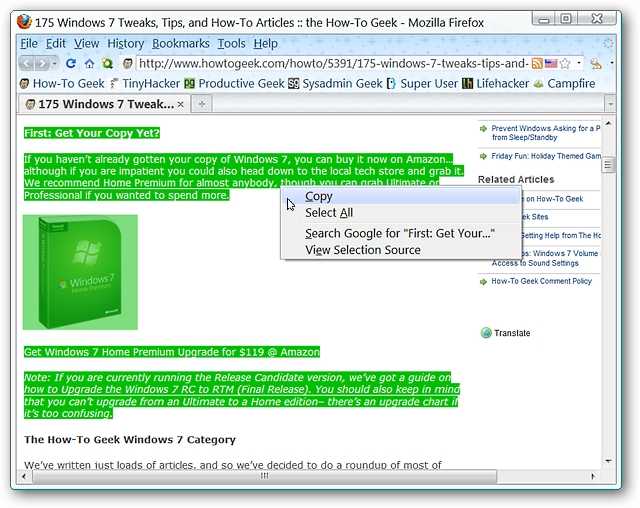 175 Windows 7 Tweaks, Tips, and How-To Articles :: the How-To Geek - Mozilla Firefox
File Edit View History Bookmarks Tools Help
http://www.howtogeek.com/howto/5391/175-windows-7-tweaks-tips-and-
How-To Geek TinyHacker Productive Geek Sysadmin Geek Super User Lifehacker Campfire
175 Windows 7 Tweak...
First: Get Your Copy Yet?
If you haven't already gotten your copy of Windows 7, you can buy it now on Amazon…
although if you are impatient you could also head down to the local tech store and grab it.
We recommend Home Premium for almost anybody, though you can grab Ultimate or
Professional if you wanted to spend more.
Copy
Select All
Search Google for "First: Get Your..."
View Selection Source
Windows 7
Home Premium
Get Windows 7 Home Premium Upgrade for $119 @ Amazon
Note: If you are currently running the Release Candidate version, we've got a guide on
how to Upgrade the Windows 7 RC to RTM (Final Release). You should also keep in mind
that you can't upgrade from an Ultimate to a Home edition– there's an upgrade chart if
it's too confusing.
The How-To Geek Windows 7 Category
We've written just loads of articles, and so we've decided to do a roundup of most of
Prevent Windows Asking for a P
from Sleep/Standby
Friday Fun: Holiday Themed Gam
Related Articles
e on How-To Geek
ek Sites
Getting Help from The Ho
ps: Windows 7 Volume
Access to Sound Settings
How-To Geek Comment Policy
Translate